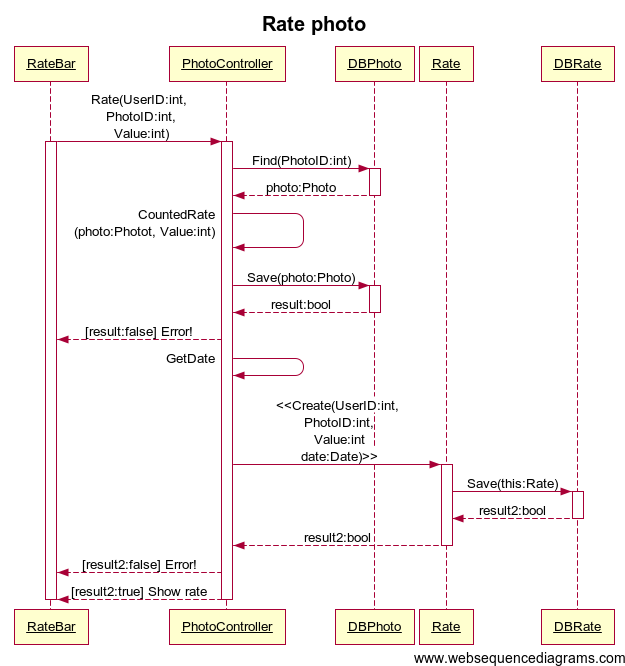 Rate photo
RateBar
PhotoController
DBPhoto
Rate
DBRate
Rate(UserID:int,
PhotoID:int,
Value:int)
Find(PhotoID:int)
photo:Photo
CountedRate
(photo:Photot, Value:int)
Save(photo:Photo)
result:bool
[result:false] Error!
GetDate
<<Create(UserID:int,
PhotoID:int,
Value:int
date:Date)>>
Save(this:Rate)
result2:bool
result2:bool
[result2:false] Error!
[result2:true] Show rate
RateBar
PhotoController
DBPhoto
Rate
DBRate
www.websequencediagrams.com